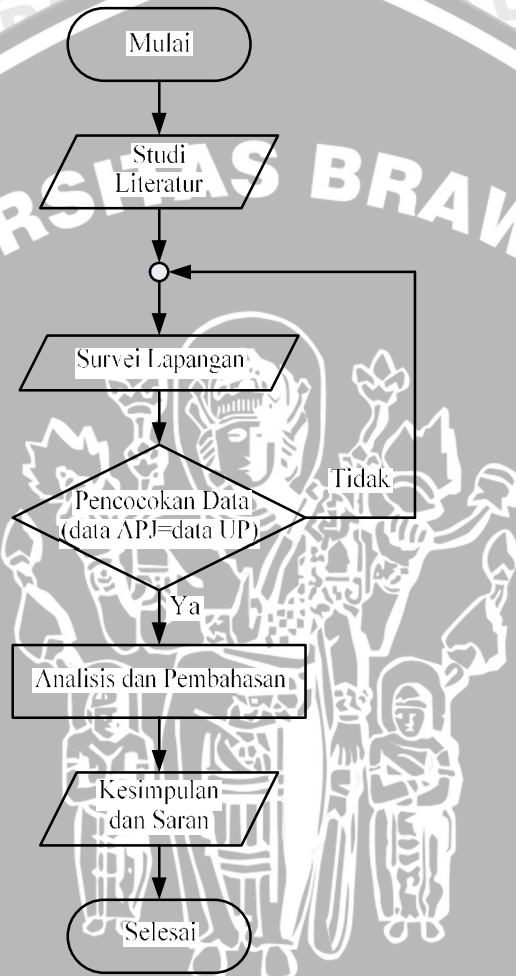 Mulai
RSITAS BRAW
Studi
Literatur
Survei Lapangan
Tidak
Pencocokan Data
(data APJ=data UP)
Ya
Analisis dan Pembahasan
Kesimpulan
dan Saran
Selesai